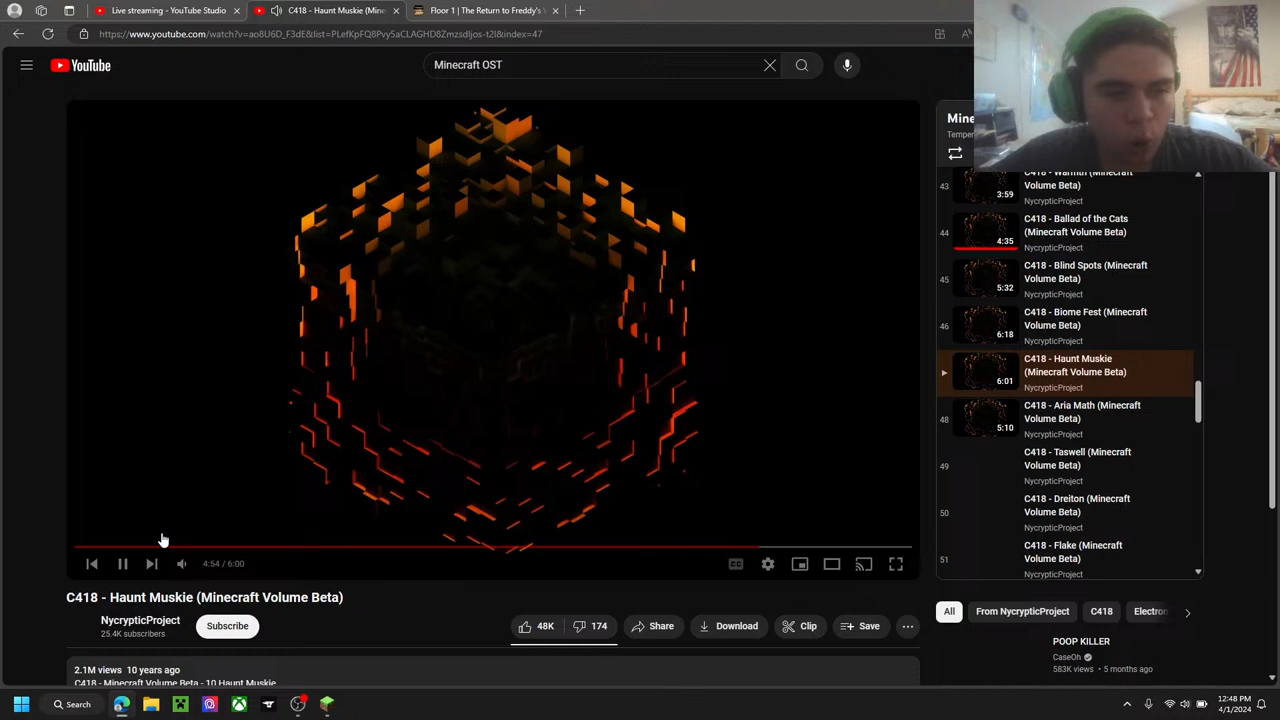 Live streaming - YouTube Studio
C418 - Haunt Muskie (Mine
Floor 1 | The Return to Freddy's
https://www.youtube.com/watch?v=ao8U6D_F3dE&list=PLefKpFQ8Pvy5aCLAGHD8Zmzsdljos-t2l&index=47
YouTube
Minecraft OST
Mine
Temper
43
C418 - Warmth (Minecraft
Volume Beta)
NycrypticProject
3:59
44
C418 - Ballad of the Cats
(Minecraft Volume Beta)
NycrypticProject
4:35
45
C418 - Blind Spots (Minecraft
Volume Beta)
NycrypticProject
5:32
46
C418 - Biome Fest (Minecraft
Volume Beta)
NycrypticProject
6:18
C418 - Haunt Muskie
(Minecraft Volume Beta)
NycrypticProject
6:01
48
C418 - Aria Math (Minecraft
Volume Beta)
NycrypticProject
5:10
49
C418 - Taswell (Minecraft
Volume Beta)
NycrypticProject
50
C418 - Dreiton (Minecraft
Volume Beta)
NycrypticProject
51
C418 - Flake (Minecraft
Volume Beta)
NycrypticProject
4:54 / 6:00
CC
C418 - Haunt Muskie (Minecraft Volume Beta)
NycrypticProject
25.4K subscribers
Subscribe
48K
174
Share
Download
Clip
Save
All
From NycrypticProject
C418
Electron
POOP KILLER
CaseOh
583K views • 5 months ago
2.1M views 10 years ago
C418 - Minecraft Volume Beta - 10 Haunt Muskie
Search
12:48 PM
4/1/2024